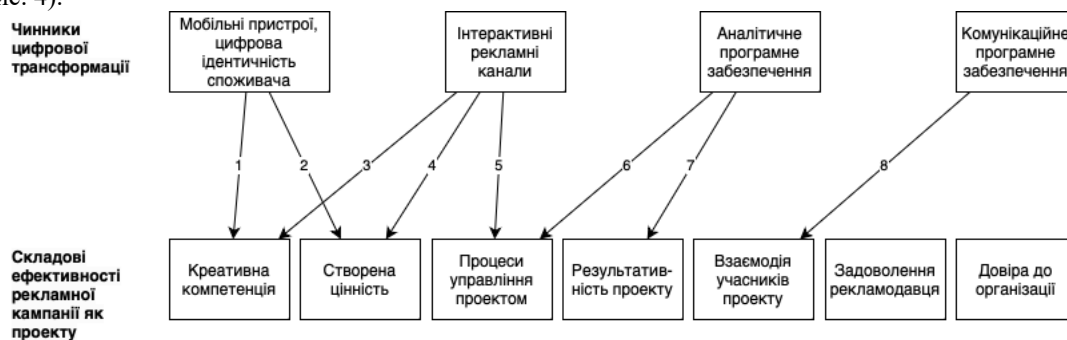 ис. 4).
Чинники
цифрової
трансформації
Мобільні пристрої,
цифрова
ідентичність
споживача
Інтерактивні
рекламні
канали
Аналітичне
програмне
забезпечення
Комунікаційне
програмне
забезпечення
1
2
3
4
5
6
7
8
Складові
ефективності
рекламної
кампанії як
проекту
Креативна
компетенція
Створена
цінність
Процеси
управління
проектом
Результатив-
ність проекту
Взаємодія
учасників
проекту
Задоволення
рекламодавця
Довіра до
організації